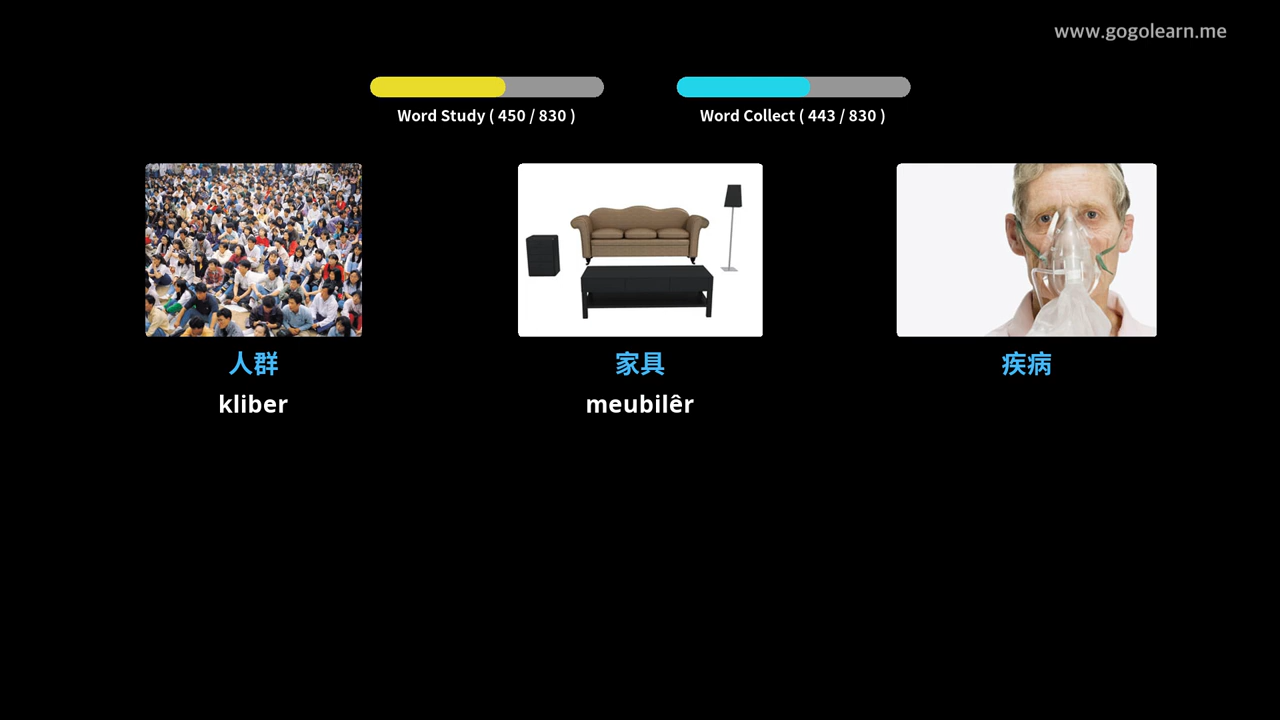 www.gogolearn.me
Word Study ( 450 / 830 )
Word Collect ( 443 / 830 )
人群
家具
疾病
kliber
meubilêr